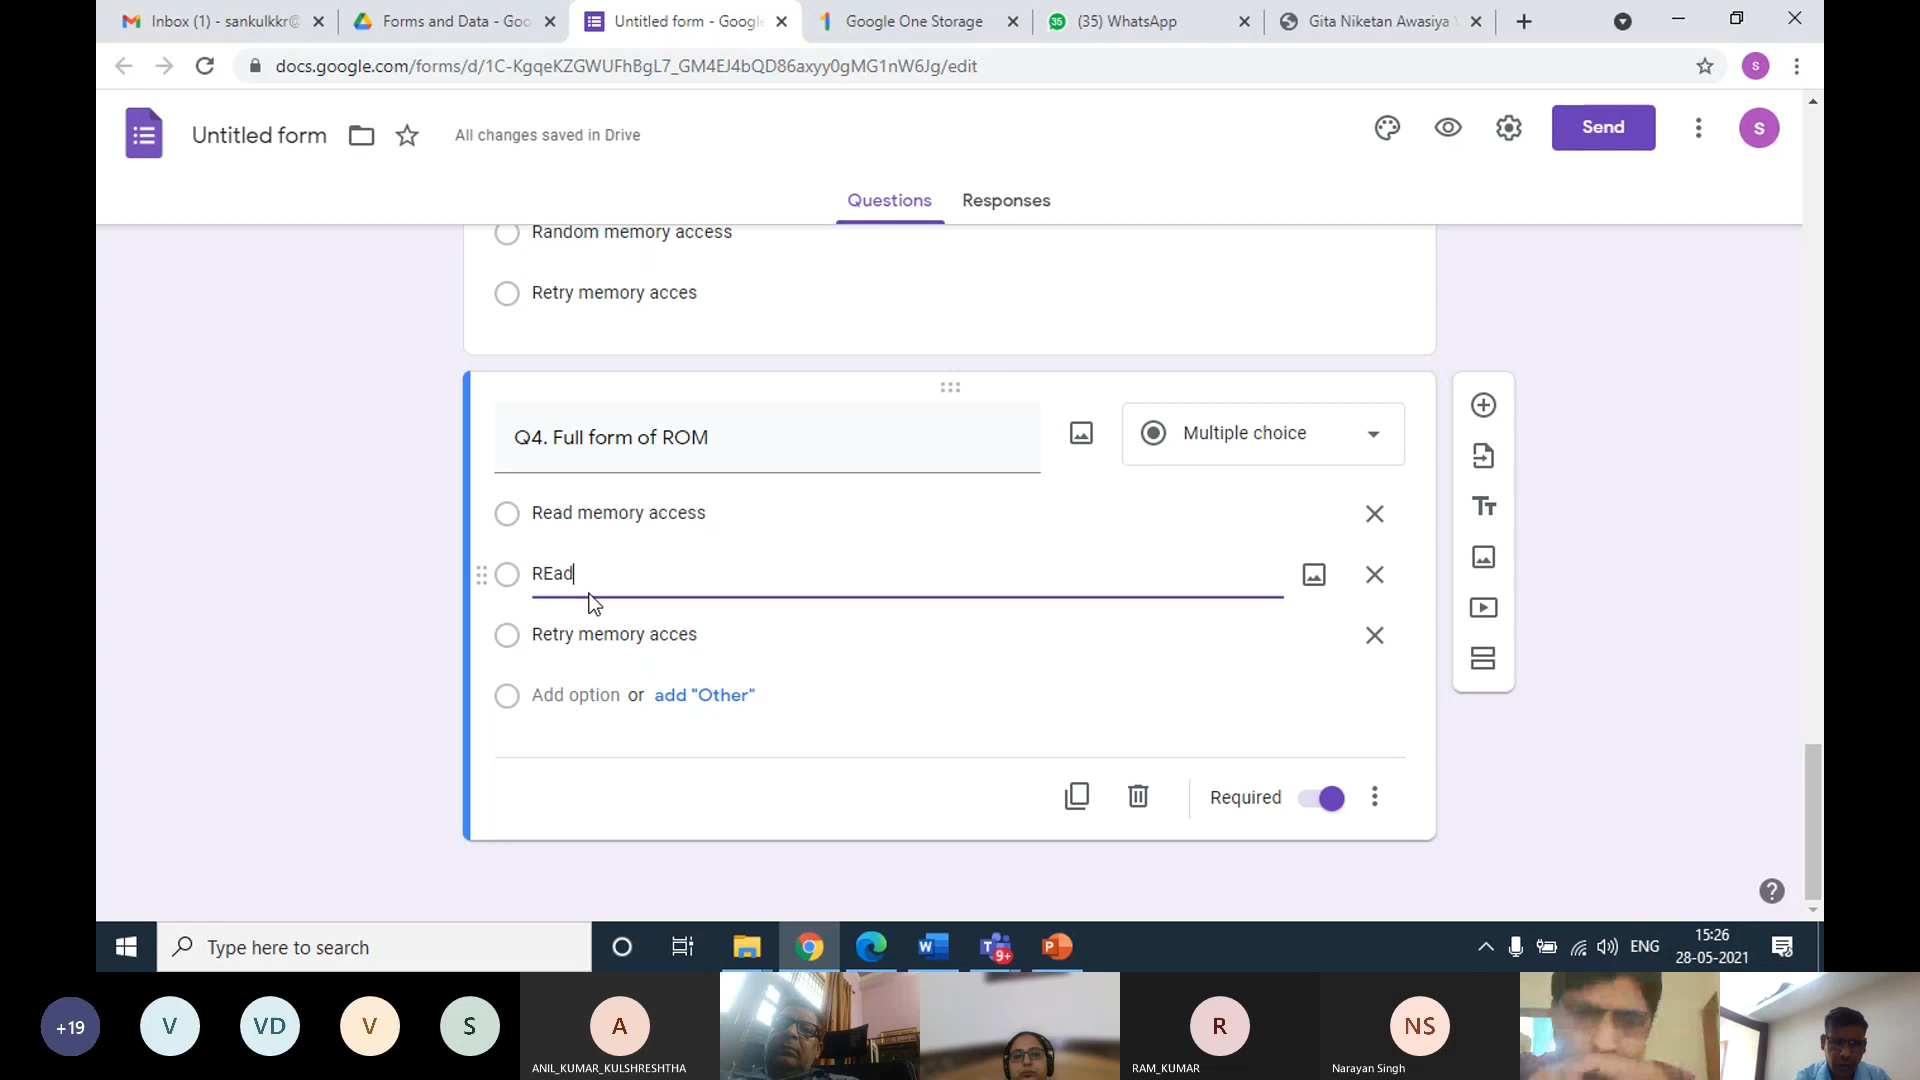 Inbox (1) - sankulkkr@
Forms and Data - Goo
Untitled form - Google
Google One Storage
(35) WhatsApp
Gita Niketan Awasiya
docs.google.com/forms/d/1C-KgqeKZGWUFhBgL7_GM4EJ4bQD86axyy0gMG1nW6Jg/edit
S
Untitled form
All changes saved in Drive
Send
S
Questions
Responses
Random memory access
Retry memory acces
Q4. Full form of ROM
Multiple choice
Read memory access
REad
Retry memory acces
Add option or add "Other"
Required
Type here to search
9+
ENG
15:26
28-05-2021
+19
V
VD
V
S
A
ANIL_KUMAR_KULSHRESHTHA
R
RAM_KUMAR
NS
Narayan Singh